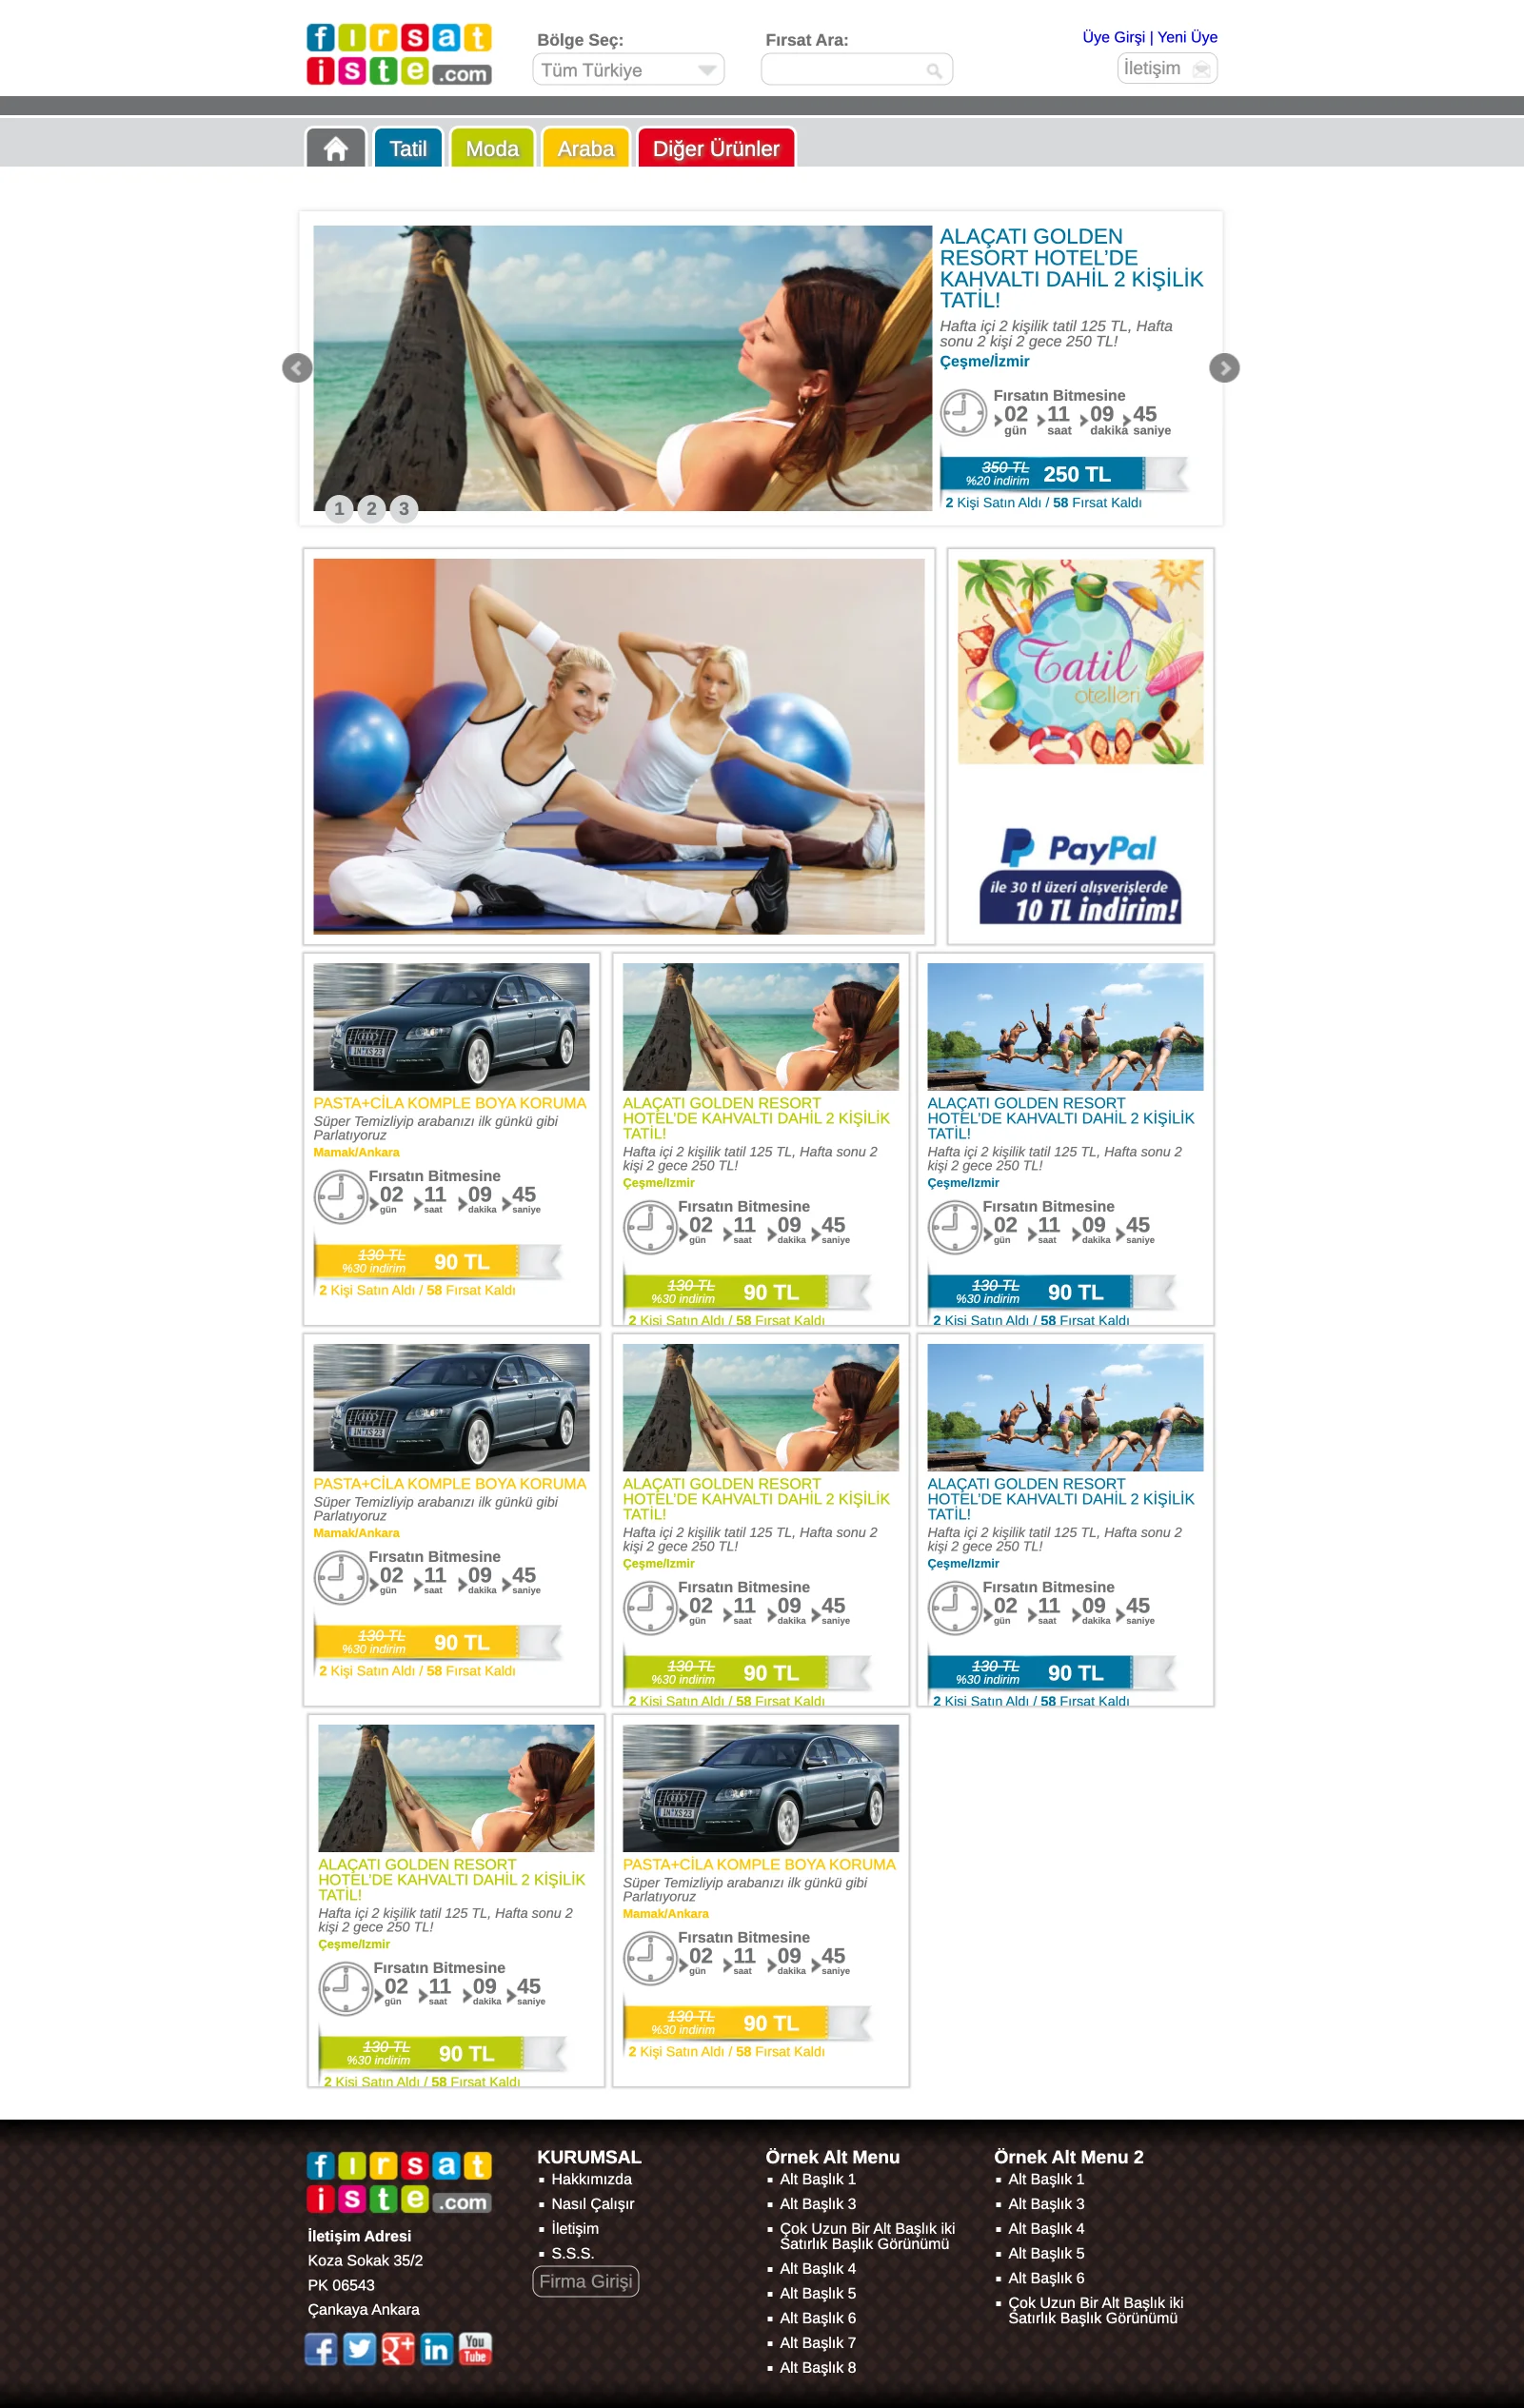 fırsat
iste.com
Bölge Seç:
Tüm Türkiye
Fırsat Ara:
Üye Girşi | Yeni Üye
İletişim
Tatil
Moda
Araba
Diğer Ürünler
ALAÇATI GOLDEN
RESORT HOTEL'DE
KAHVALTI DAHİL 2 KİŞİLİK
TATİL!
Hafta içi 2 kişilik tatil 125 TL, Hafta
sonu 2 kişi 2 gece 250 TL!
Çeşme/İzmir
Fırsatın Bitmesine
02 11 09 45
gün saat dakika saniye
350 TL
%20 indirim
250 TL
2 Kişi Satın Aldı / 58 Fırsat Kaldı
1 2 3
Tatil
otelleri
PayPal
ile 30 tl üzeri alışverişlerde
10 TL indirim!
PASTA+CİLA KOMPLE BOYA KORUMA
Süper Temizliyip arabanızı ilk günkü gibi
Parlatıyoruz
Mamak/Ankara
Fırsatın Bitmesine
02 11 09 45
gün saat dakika saniye
130 TL
%30 indirim
90 TL
2 Kişi Satın Aldı / 58 Fırsat Kaldı
ALAÇATI GOLDEN RESORT
HOTEL'DE KAHVALTI DAHİL 2 KİŞİLİK
TATİL!
Hafta içi 2 kişilik tatil 125 TL, Hafta sonu 2
kişi 2 gece 250 TL!
Çeşme/Izmir
Fırsatın Bitmesine
02 11 09 45
gün saat dakika saniye
130 TL
%30 indirim
90 TL
2 Kişi Satın Aldı / 58 Fırsat Kaldı
ALAÇATI GOLDEN RESORT
HOTEL'DE KAHVALTI DAHİL 2 KİŞİLİK
TATİL!
Hafta içi 2 kişilik tatil 125 TL, Hafta sonu 2
kişi 2 gece 250 TL!
Çeşme/Izmir
Fırsatın Bitmesine
02 11 09 45
gün saat dakika saniye
130 TL
%30 indirim
90 TL
2 Kişi Satın Aldı / 58 Fırsat Kaldı
PASTA+CİLA KOMPLE BOYA KORUMA
Süper Temizliyip arabanızı ilk günkü gibi
Parlatıyoruz
Mamak/Ankara
Fırsatın Bitmesine
02 11 09 45
gün saat dakika saniye
130 TL
%30 indirim
90 TL
2 Kişi Satın Aldı / 58 Fırsat Kaldı
ALAÇATI GOLDEN RESORT
HOTEL'DE KAHVALTI DAHİL 2 KİŞİLİK
TATİL!
Hafta içi 2 kişilik tatil 125 TL, Hafta sonu 2
kişi 2 gece 250 TL!
Çeşme/Izmir
Fırsatın Bitmesine
02 11 09 45
gün saat dakika saniye
130 TL
%30 indirim
90 TL
2 Kişi Satın Aldı / 58 Fırsat Kaldı
ALAÇATI GOLDEN RESORT
HOTEL'DE KAHVALTI DAHİL 2 KİŞİLİK
TATİL!
Hafta içi 2 kişilik tatil 125 TL, Hafta sonu 2
kişi 2 gece 250 TL!
Çeşme/Izmir
Fırsatın Bitmesine
02 11 09 45
gün saat dakika saniye
130 TL
%30 indirim
90 TL
2 Kişi Satın Aldı / 58 Fırsat Kaldı
ALAÇATI GOLDEN RESORT
HOTEL'DE KAHVALTI DAHİL 2 KİŞİLİK
TATİL!
Hafta içi 2 kişilik tatil 125 TL, Hafta sonu 2
kişi 2 gece 250 TL!
Çeşme/Izmir
Fırsatın Bitmesine
02 11 09 45
gün saat dakika saniye
130 TL
%30 indirim
90 TL
2 Kişi Satın Aldı / 58 Fırsat Kaldı
PASTA+CİLA KOMPLE BOYA KORUMA
Süper Temizliyip arabanızı ilk günkü gibi
Parlatıyoruz
Mamak/Ankara
Fırsatın Bitmesine
02 11 09 45
gün saat dakika saniye
130 TL
%30 indirim
90 TL
2 Kişi Satın Aldı / 58 Fırsat Kaldı
fırsat
iste.com
İletişim Adresi
Koza Sokak 35/2
PK 06543
Çankaya Ankara
You
Tube
KURUMSAL
Hakkımızda
Nasıl Çalışır
İletişim
S.S.S.
Firma Girişi
Örnek Alt Menu
Alt Başlık 1
Alt Başlık 3
Çok Uzun Bir Alt Başlık iki
Satırlık Başlık Görünümü
Alt Başlık 4
Alt Başlık 5
Alt Başlık 6
Alt Başlık 7
Alt Başlık 8
Örnek Alt Menu 2
Alt Başlık 1
Alt Başlık 3
Alt Başlık 4
Alt Başlık 5
Alt Başlık 6
Çok Uzun Bir Alt Başlık iki
Satırlık Başlık Görünümü